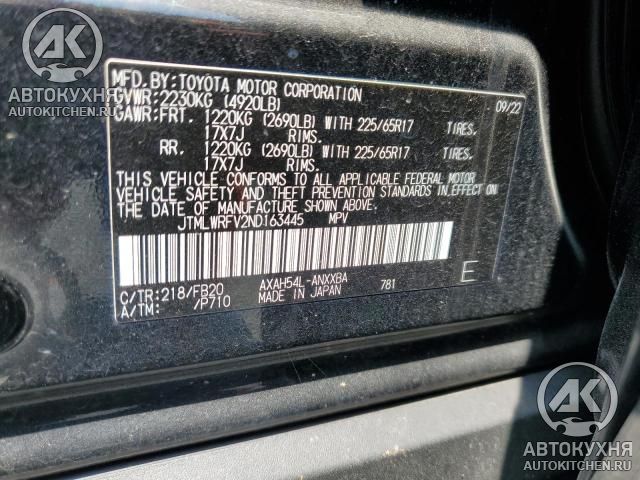 AK
АВТОКУХНЯ
AUTOKITCHEN.RU
MFD.BY:TOYOTA MOTOR CORPORATION 09/22
GVWR:2230KG (4920LB)
GAWR:FRT. 1220KG (2690LB) WITH 225/65R17 TIRES.
17X7J RIMS.
RR. 1220KG (2690LB) WITH 225/65R17 TIRES.
17X7J RIMS.
THIS VEHICLE CONFORMS TO ALL APPLICABLE FEDERAL MOTOR
VEHICLE SAFETY AND THEFT PREVENTION STANDARDS IN EFFECT ON
THE DATE OF MANUFACTURE SHOWN ABOVE.
JTMLWRFV2ND163445 MPV
C/TR:218/FB20 AXAH54L-ANXXBA 781 E
A/TM: /P710 MADE IN JAPAN
AK
АВТОКУХНЯ
AUTOKITCHEN.RU